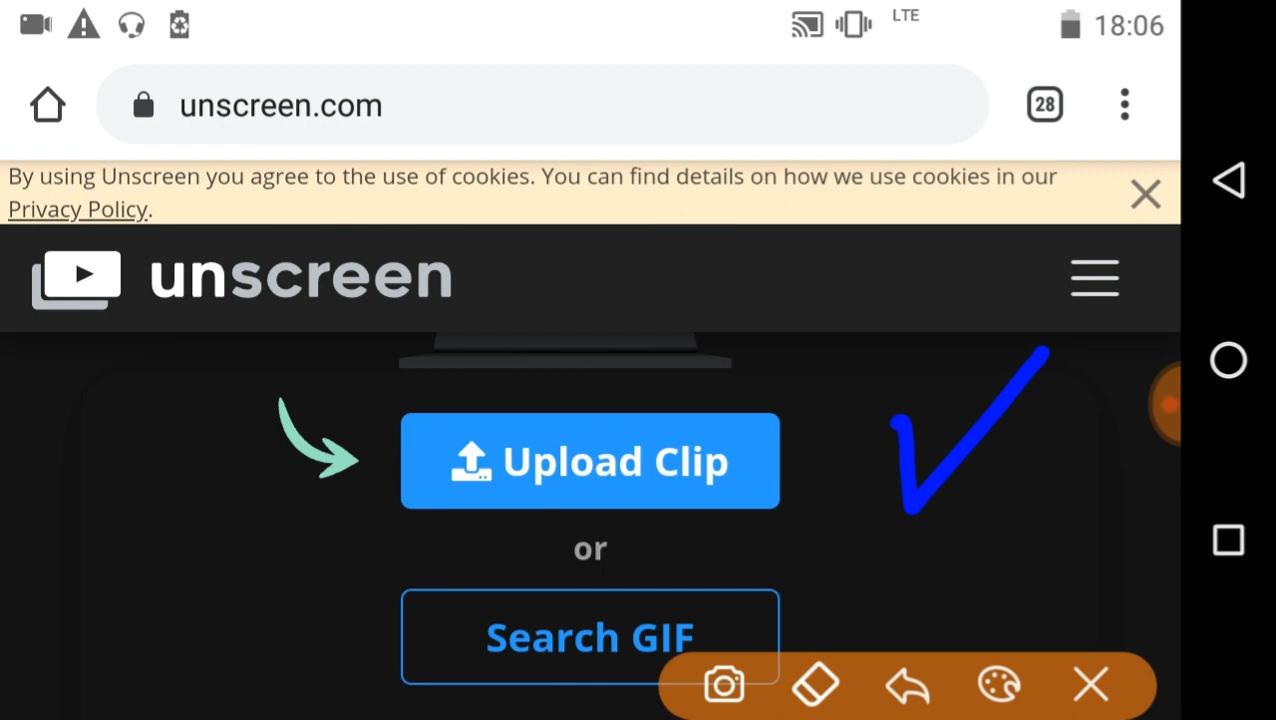 LTE
18:06
unscreen.com
28
By using Unscreen you agree to the use of cookies. You can find details on how we use cookies in our
Privacy Policy.
unscreen
Upload Clip
or
Search GIF